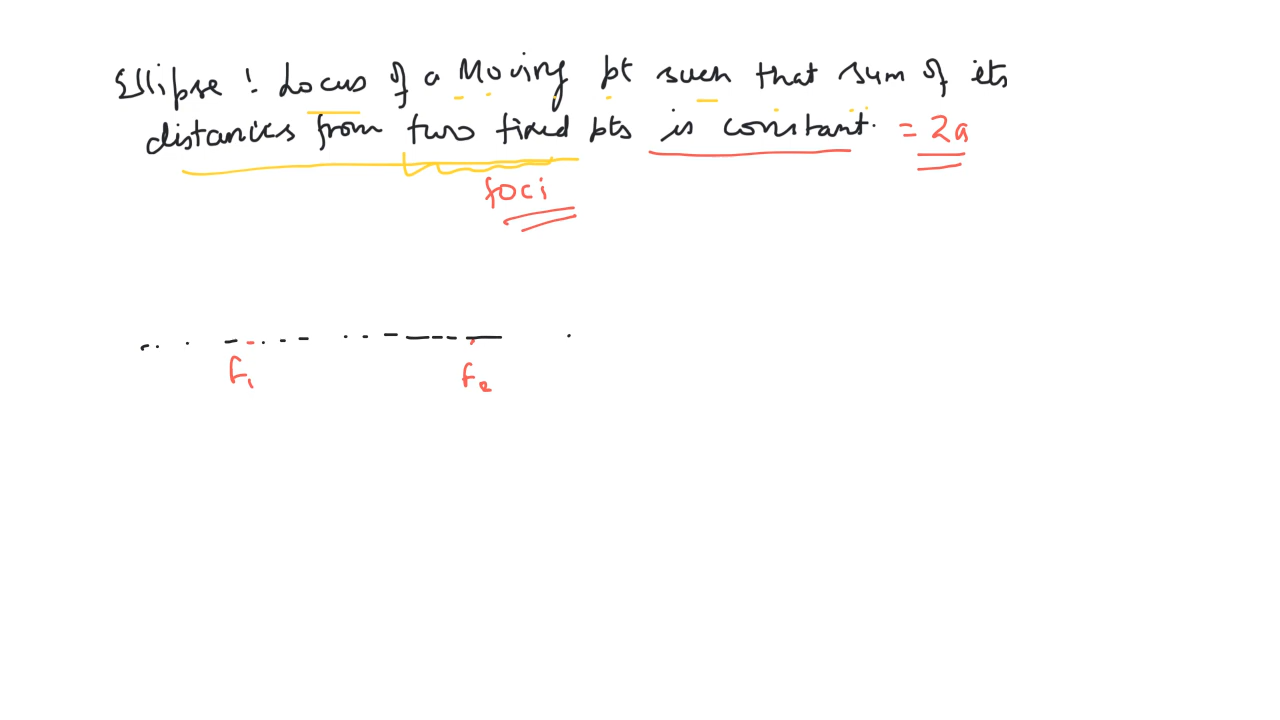 Ellipse : Locus of a Moving pt such that sum of its
distances from two fixed pts is constant. = 2a
foci
F1 F2